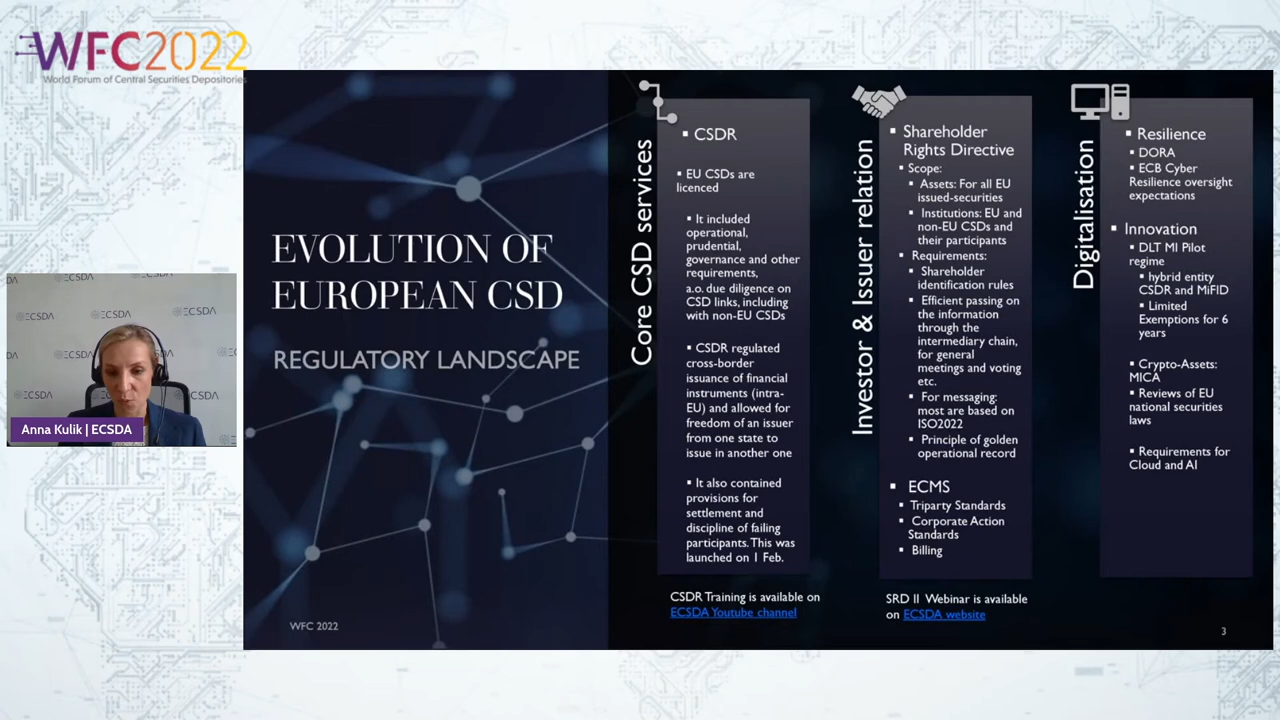 WFC2022
World Forum of Central Securities Depositories
ECSDA
ECSDA
ECSDA
ECSDA
ECSDA
Anna Kulik | ECSDA
EVOLUTION OF
EUROPEAN CSD
REGULATORY LANDSCAPE
WFC 2022
Core CSD services
▪ CSDR
▪ EU CSDs are
licenced
▪ It included
operational,
prudential,
governance and other
requirements,
a.o. due diligence on
CSD links, including
with non-EU CSDs
▪ CSDR regulated
cross-border
issuance of financial
instruments (intra-
EU) and allowed for
freedom of an issuer
from one state to
issue in another one
▪ It also contained
provisions for
settlement and
discipline of failing
participants. This was
launched on 1 Feb.
CSDR Training is available on
ECSDA Youtube channel
Investor & Issuer relation
▪ Shareholder
Rights Directive
▪ Scope:
▪ Assets: For all EU
issued-securities
▪ Institutions: EU and
non-EU CSDs and
their participants
▪ Requirements:
▪ Shareholder
identification rules
▪ Efficient passing on
the information
through the
intermediary chain,
for general
meetings and voting
etc.
▪ For messaging:
most are based on
ISO2022
▪ Principle of golden
operational record
▪ ECMS
▪ Triparty Standards
▪ Corporate Action
Standards
▪ Billing
SRD II Webinar is available
on ECSDA website
Digitalisation
▪ Resilience
▪ DORA
▪ ECB Cyber
Resilience oversight
expectations
▪ Innovation
▪ DLT MI Pilot
regime
▪ hybrid entity
CSDR and MiFID
▪ Limited
Exemptions for 6
years
▪ Crypto-Assets:
MICA
▪ Reviews of EU
national securities
laws
▪ Requirements for
Cloud and AI
3